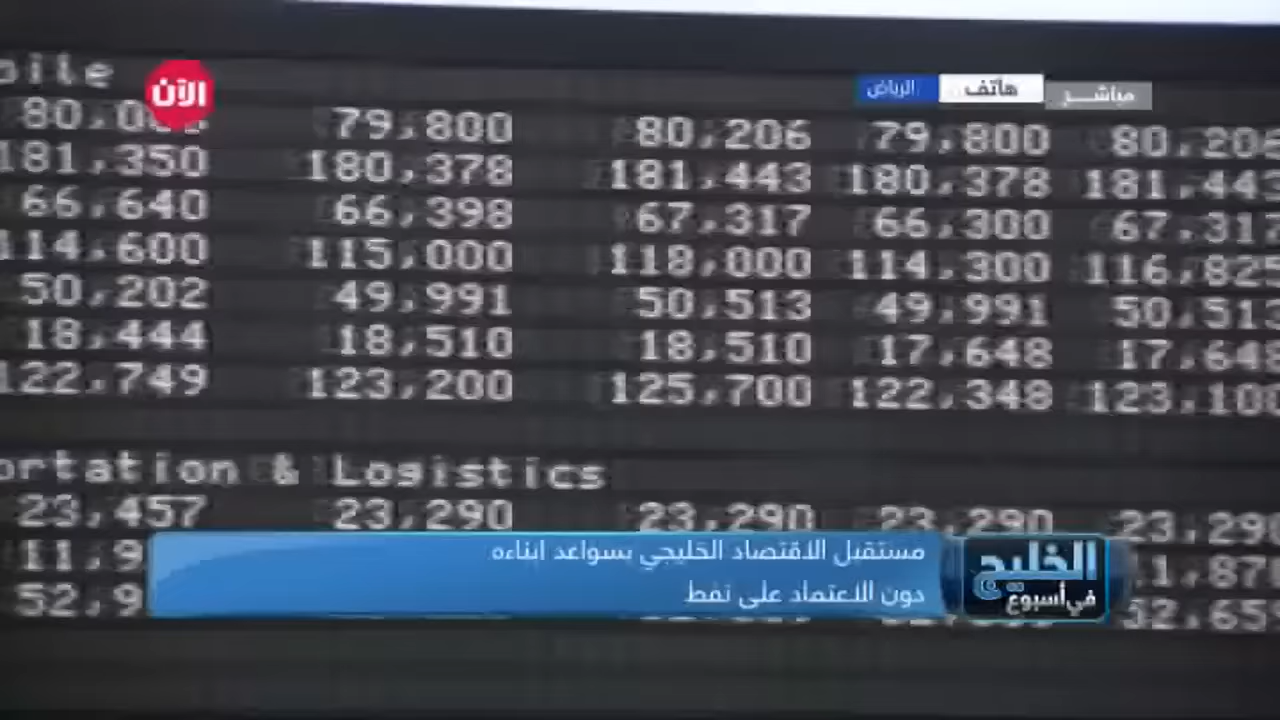 الآن
مباشر هاتف الرياض
79,800 80,206 79,800 80,206
181,350 180,378 181,443 180,378 181,443
66,640 66,398 67,317 66,300 67,317
114,600 115,000 118,000 114,300 116,825
50,202 49,991 50,513 49,991 50,513
18,444 18,510 18,510 17,648 17,648
122,749 123,200 125,700 122,348 123,100
& Logistics
23,457 23,290 23,290 23,290 23,290
مستقبل الاقتصاد الخليجي بسواعد ابناءه
دون الاعتماد على نفط
الخليج
في أسبوع